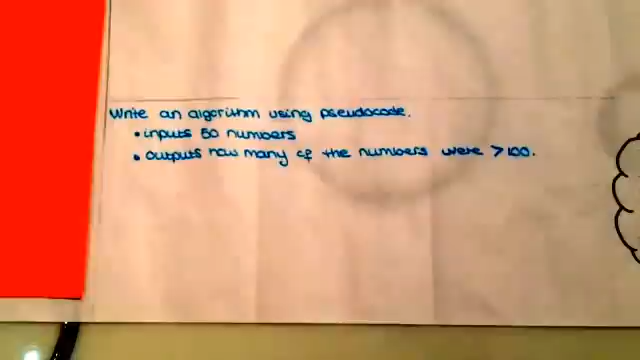 Write an algorithm using pseudocode.
• inputs 50 numbers
• outputs how many of the numbers were >100.